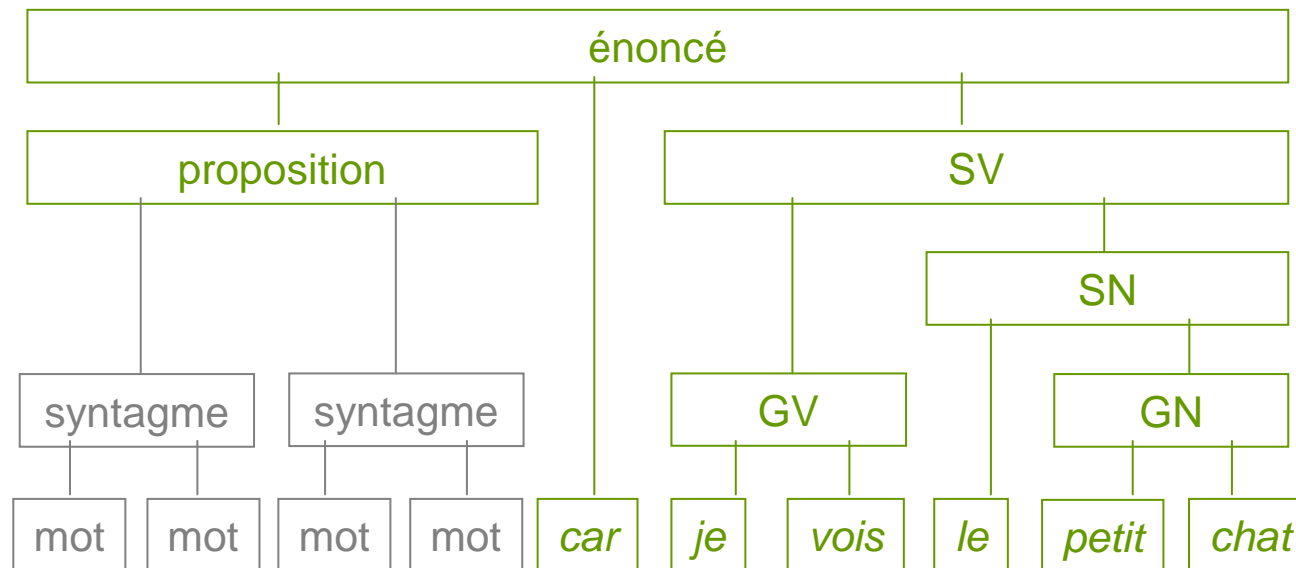 énoncé
proposition SV
SN
syntagme syntagme GV GN
mot mot mot mot car je vois le petit chat